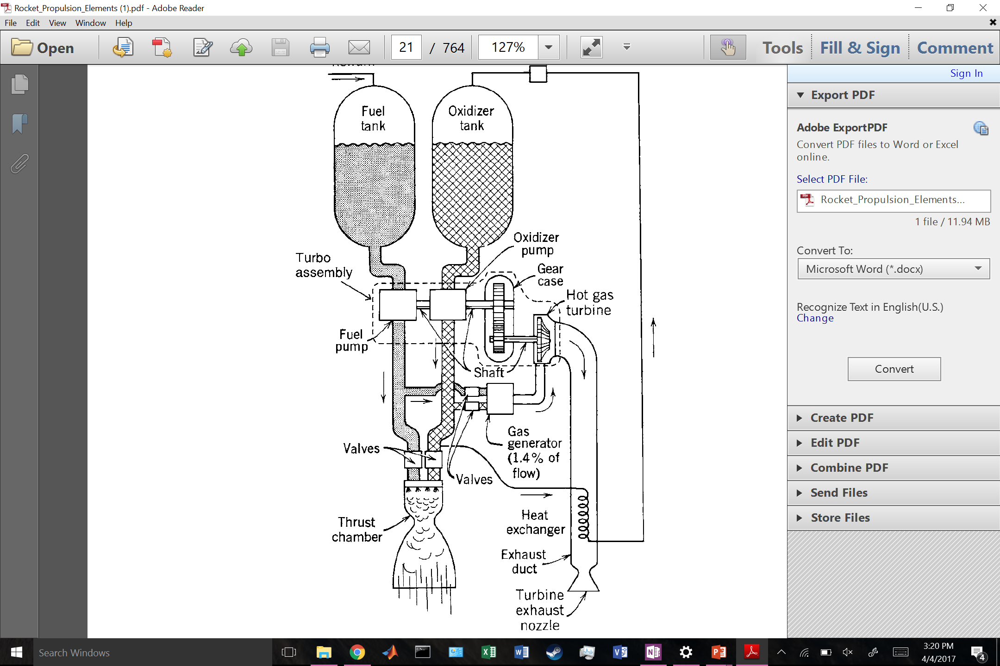 Rocket_Propulsion_Elements (1).pdf - Adobe Reader
File Edit View Window Help
Open
21 / 764
127%
Tools
Fill & Sign
Comment
Sign In
Export PDF
Adobe ExportPDF
Convert PDF files to Word or Excel
online.
Select PDF File:
Rocket_Propulsion_Elements...
1 file / 11.94 MB
Convert To:
Microsoft Word (*.docx)
Recognize Text in English(U.S.)
Change
Convert
Create PDF
Edit PDF
Combine PDF
Send Files
Store Files
Fuel
tank
Oxidizer
tank
Oxidizer
pump
Turbo
assembly
Gear
case
Hot gas
turbine
Fuel
pump
Shaft
Gas
generator
(1.4% of
flow)
Valves
Valves
Thrust
chamber
Heat
exchanger
Exhaust
duct
Turbine
exhaust
nozzle
Search Windows
3:20 PM
4/4/2017
4